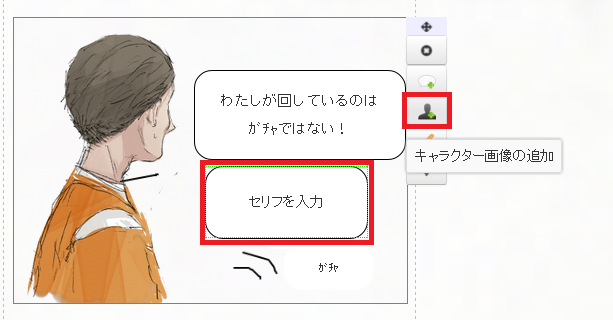 わたしが回しているのは
ガチャではない！
キャラクター画像の追加
セリフを入力
ガチャ